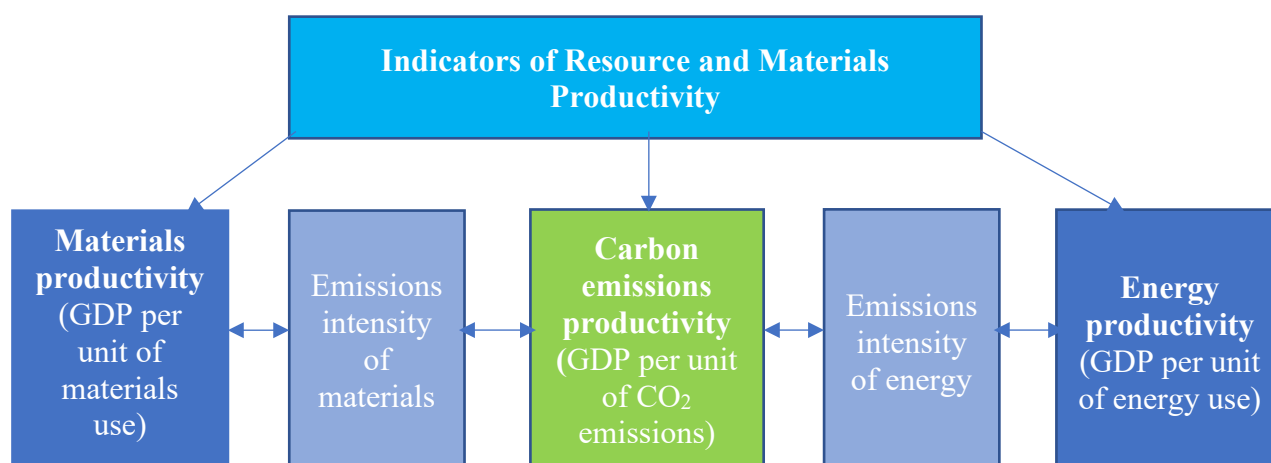 Indicators of Resource and Materials
Productivity
Materials
productivity
(GDP per
unit of
materials
use)
Emissions
intensity
of
materials
Carbon
emissions
productivity
(GDP per unit
of CO₂
emissions)
Emissions
intensity
of energy
Energy
productivity
(GDP per unit
of energy use)